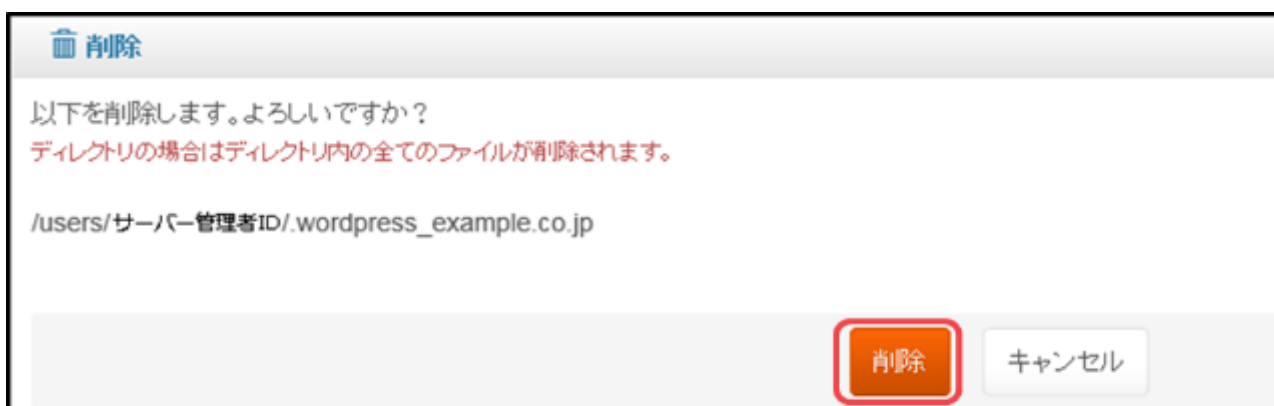 削除
以下を削除します。よろしいですか？
ディレクトリの場合はディレクトリ内の全てのファイルが削除されます。
/users/サーバー管理者ID/.wordpress_example.co.jp
削除 キャンセル